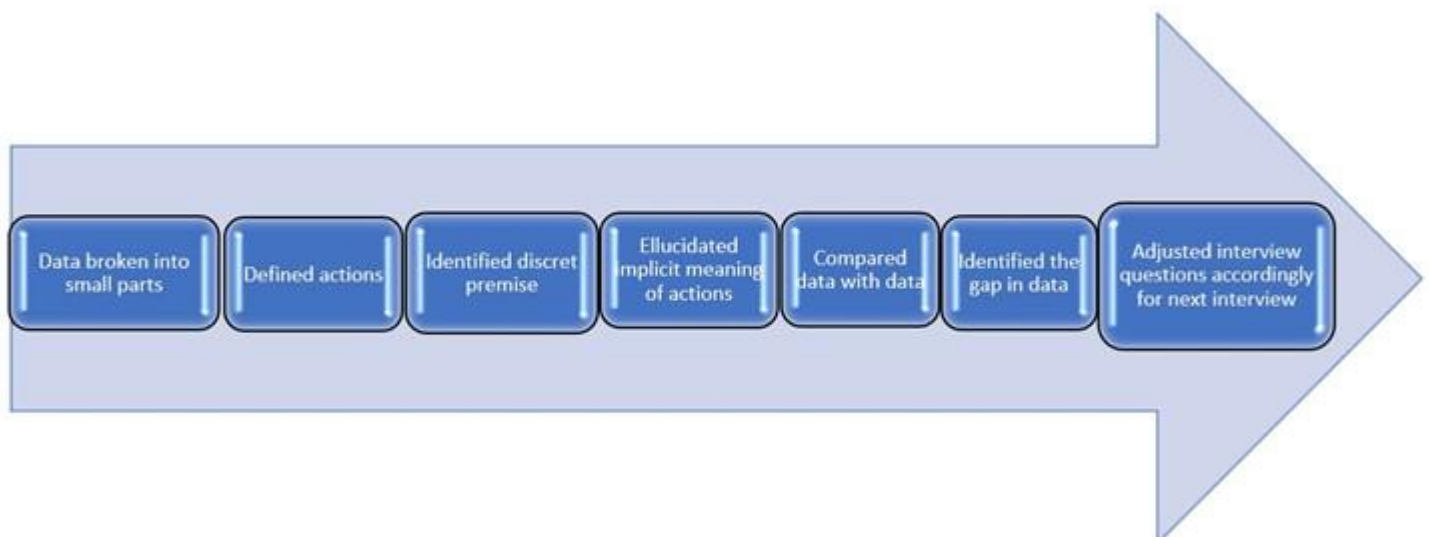 Data broken into
small parts
Defined actions
Identified discret
premise
Ellucidated
implicit meaning
of actions
Compared
data with data
Identified the
gap in data
Adjusted interview
questions accordingly
for next interview